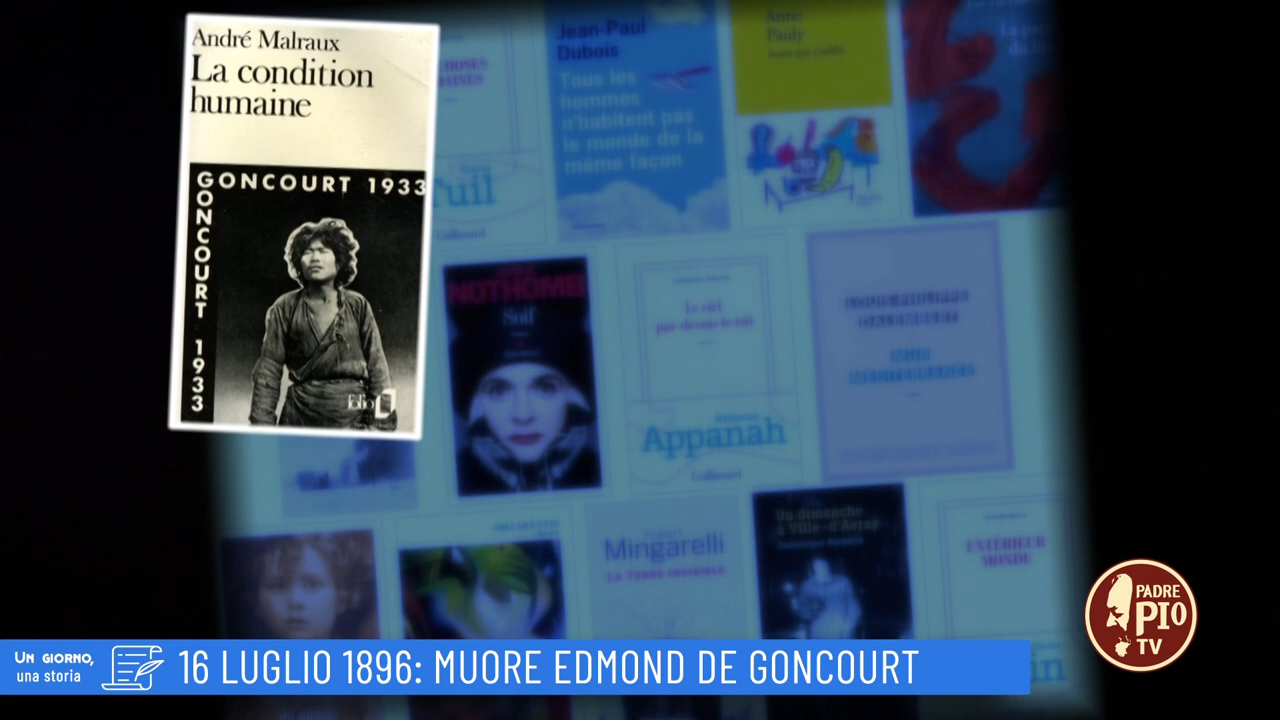 André Malraux
La condition
humaine
GONCOURT 1933
GONCOURT 1933
folio
Jean-Paul
Dubois
Tous les
hommes
n'habitent pas
le monde de la
même façon
Anne
Pauly
Tuil
Gallimard
NOTHOMB
Soif
Le ciel
par-dessus le toit
Appanah
Gallimard
Mingarelli
LA TERRE INVISIBLE
Un dimanche
à Ville-d'Avray
EXTÉRIEUR
MONDE
PADRE
PIO
TV
UN GIORNO,
una storia
16 LUGLIO 1896: MUORE EDMOND DE GONCOURT